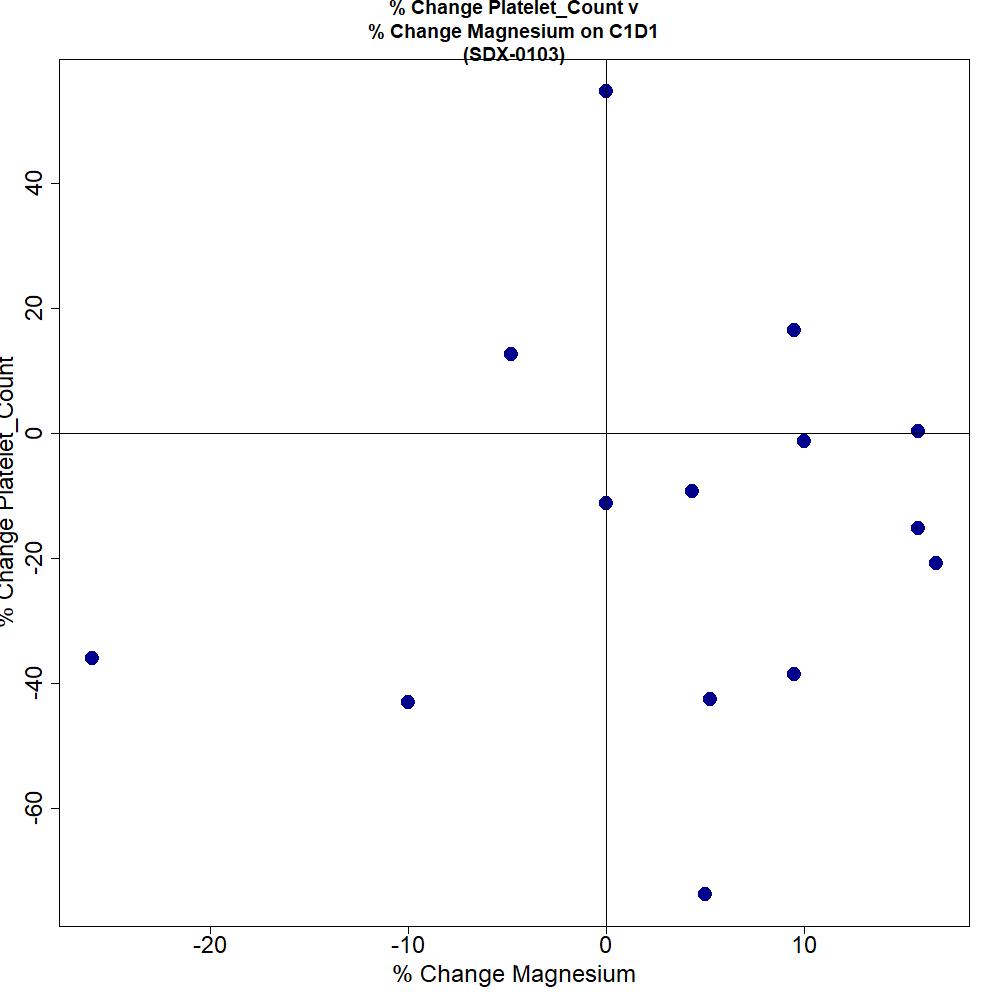 % Change Platelet_Count v
% Change Magnesium on C1D1
(SDX-0103)
% Change Platelet_Count
40
20
0
-20
-40
-60
-20
-10
0
10
% Change Magnesium